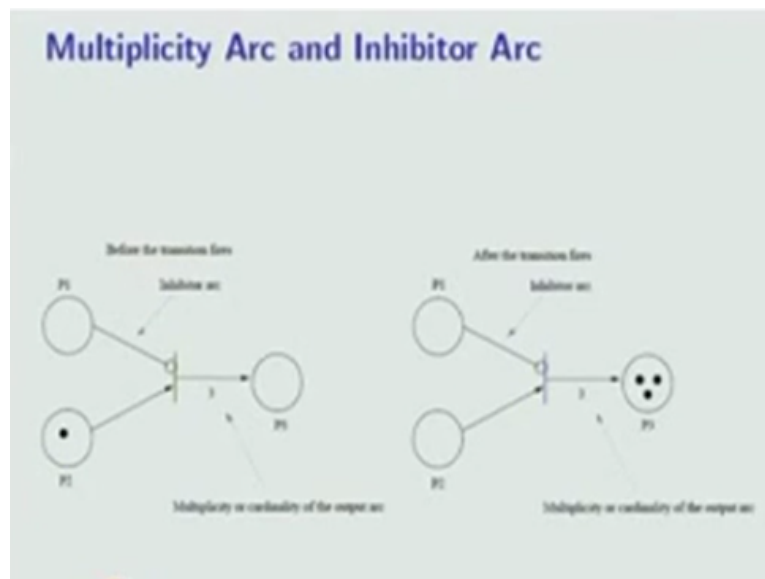 Multiplicity Arc and Inhibitor Arc
Before the transition fires
P1
Inhibitor arc
3
P3
P2
Multiplicity or cardinality of the output arc
After the transition fires
P1
Inhibitor arc
3
P3
P2
Multiplicity or cardinality of the output arc